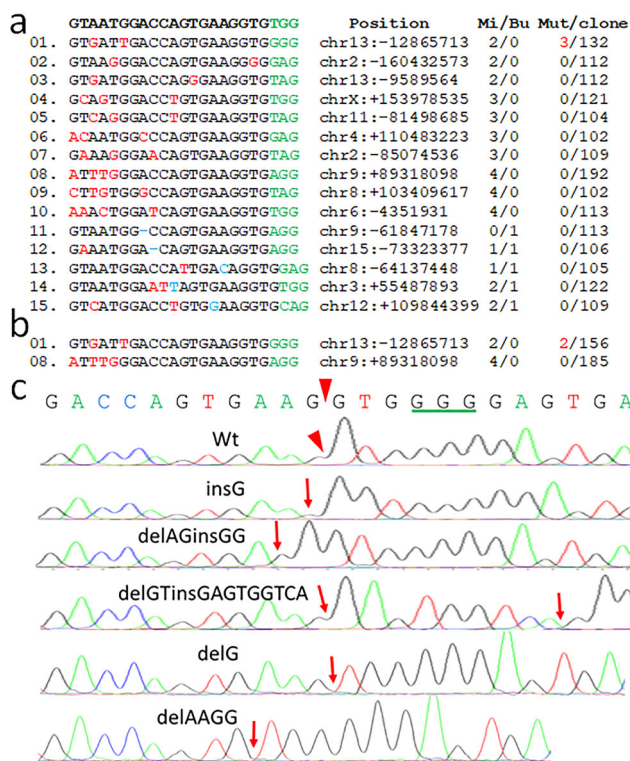 a
GTAATGGACCAGTGAAGGTGTGG Position Mi/Bu Mut/clone
01. GTGATTGACCAGTGAAGGTGGGG chr13:-12865713 2/0 3/132
02. GTAAGGGACCAGTGAAGGGGGAG chr2:-160432573 2/0 0/112
03. GTGATGGACCAGGGAAGGTGTAG chr13:-9589564 2/0 0/112
04. GCAGTGGACCTGTGAAGGTGTGG chrX:+153978535 3/0 0/121
05. GTCAGGGACCTGTGAAGGTGTAG chr11:-81498685 3/0 0/104
06. ACAATGGCCCAGTGAAGGTGAGG chr4:+110483223 3/0 0/102
07. GAAAGGGAACAGTGAAGGTGTAG chr2:-85074536 3/0 0/109
08. ATTTGGGACCAGTGAAGGTGAGG chr9:+89318098 4/0 0/192
09. CTTGTGGGCCAGTGAAGGTGTGG chr8:+103409617 4/0 0/102
10. AAACTGGATCAGTGAAGGTGTGG chr6:-4351931 4/0 0/113
11. GTAATGG-CCAGTGAAGGTGAGG chr9:-61847178 0/1 0/113
12. GAAATGGA-CAGTGAAGGTGAGG chr15:-73323377 1/1 0/106
13. GTAATGGACCATTGACAGGTGGAG chr8:-64137448 1/1 0/105
14. GTAATGGAATTTAGTGAAGGTGTGG chr3:+55487893 2/1 0/122
15. GTCATGGACCTGTGTGGAAGGTGCAG chr12:+109844399 2/1 0/109
b
01. GTGATTGACCAGTGAAGGTGGGG chr13:-12865713 2/0 2/156
08. ATTTGGGACCAGTGAAGGTGAGG chr9:+89318098 4/0 0/185
c
G A C C A G T G A A G G T G G G G G A G T G A
Wt
insG
delAGinsGG
delGTinsGAGTGGTCA
delG
delAAGG